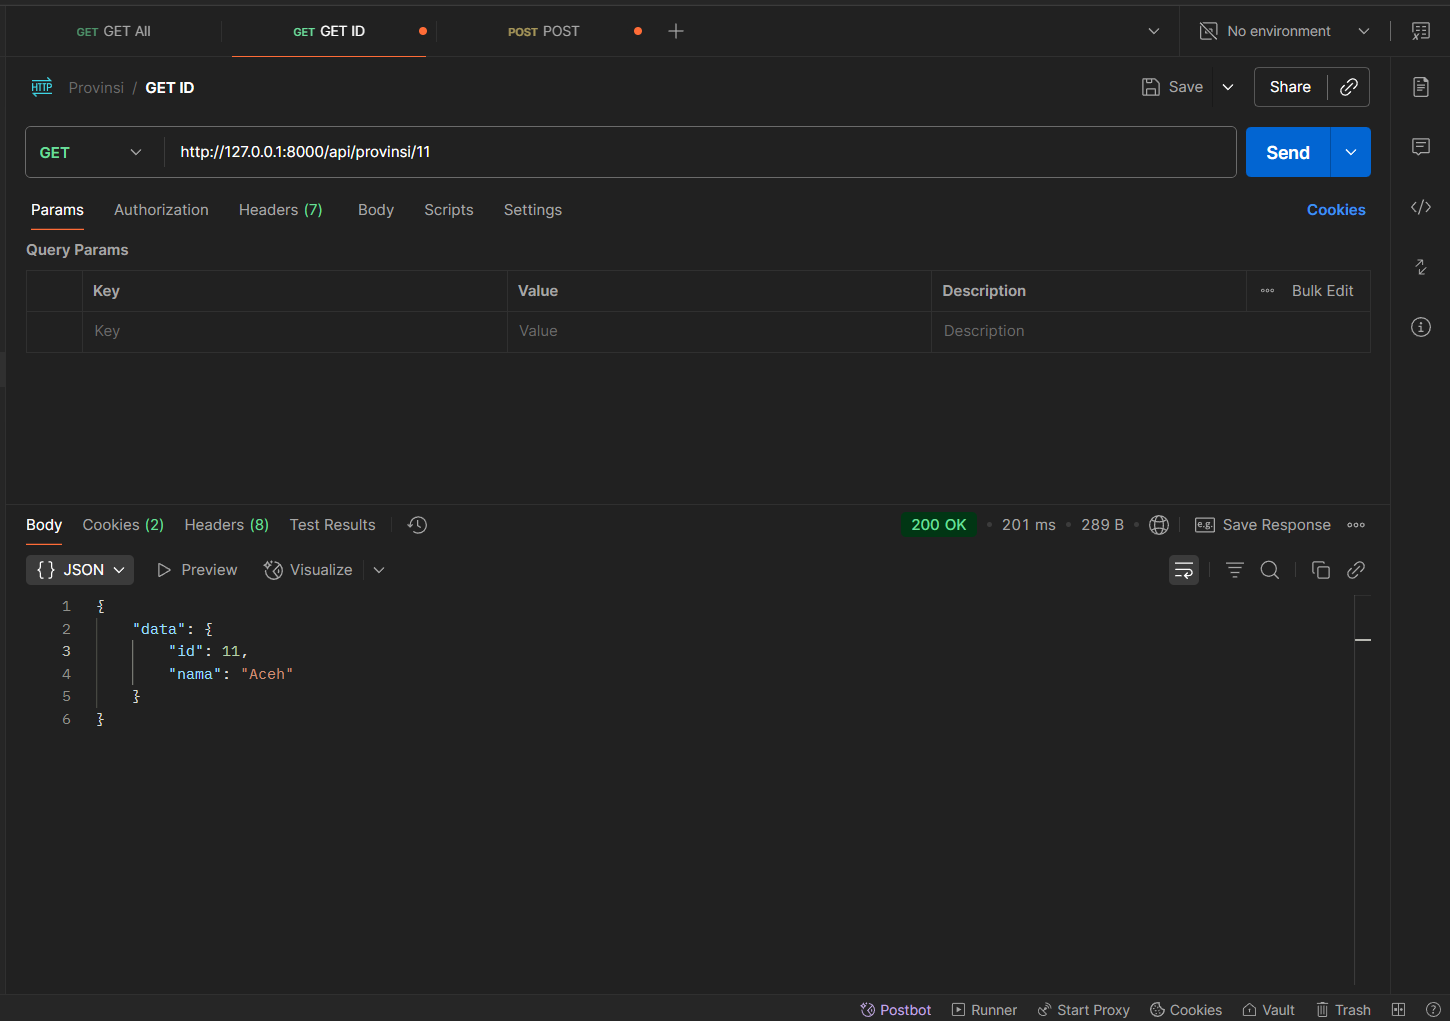 GET GET All
GET GET ID
POST POST
No environment
HTTP Provinsi / GET ID
Save
Share
GET http://127.0.0.1:8000/api/provinsi/11
Send
Params Authorization Headers (7) Body Scripts Settings
Cookies
Query Params
Key Value Description Bulk Edit
Key Value Description
Body Cookies (2) Headers (8) Test Results
200 OK • 201 ms • 289 B • e.g. Save Response
{} JSON Preview Visualize
1 {
2 "data": {
3 "id": 11,
4 "nama": "Aceh"
5 }
6 }
Postbot Runner Start Proxy Cookies Vault Trash